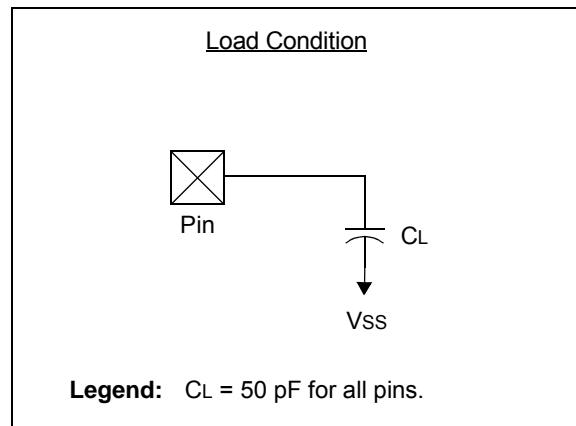 Load Condition
Pin
CL
VSS
Legend: CL = 50 pF for all pins.